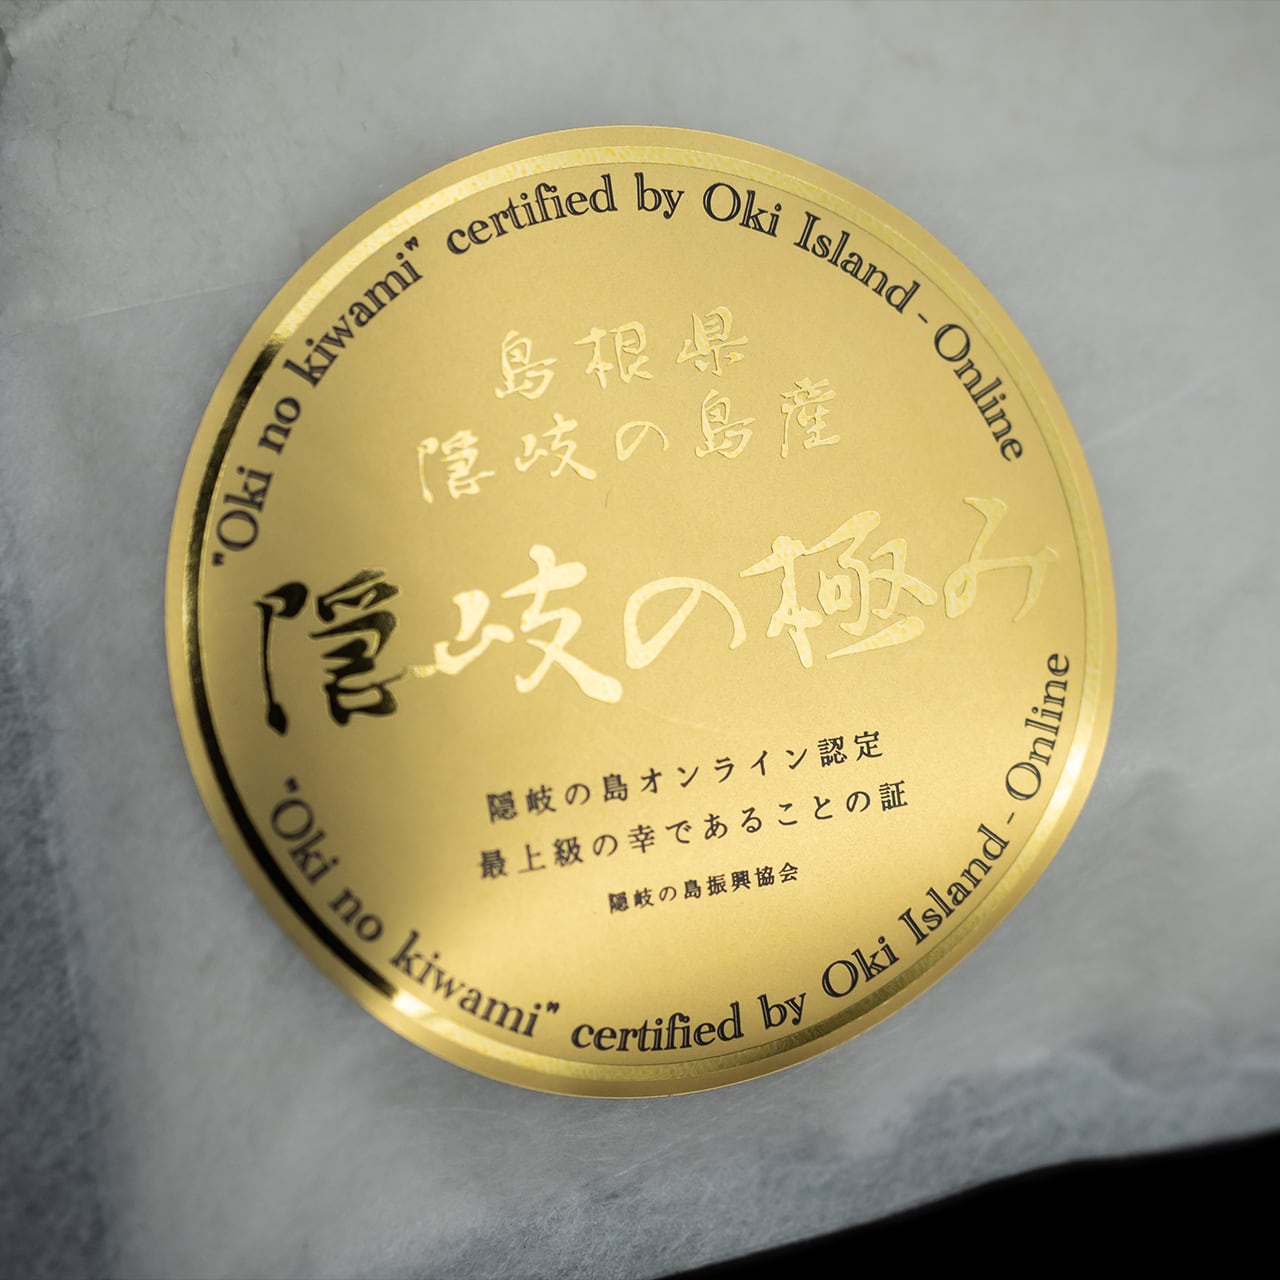 "Oki no kiwami" certified by Oki Island - Online
島根県
隠岐の島産
隠岐の極み
隠岐の島オンライン認定
最上級の幸であることの証
隠岐の島振興協会
"Oki no kiwami" certified by Oki Island - Online